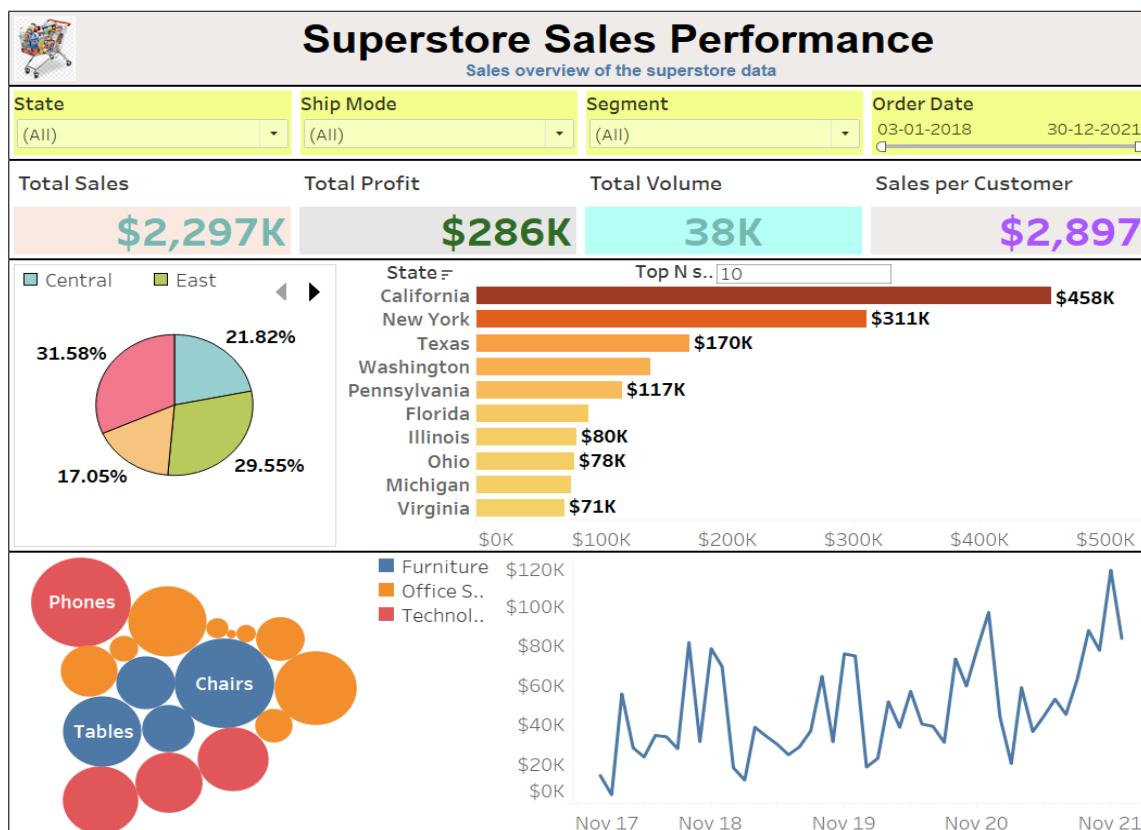 Superstore Sales Performance
Sales overview of the superstore data
State
Ship Mode
Segment
Order Date
(All)
(All)
(All)
03-01-2018
30-12-2021
Total Sales
Total Profit
Total Volume
Sales per Customer
$2,297K
$286K
38K
$2,897
Central
East
21.82%
31.58%
17.05%
29.55%
State
Top N s..
10
California
$458K
New York
$311K
Texas
$170K
Washington
Pennsylvania
$117K
Florida
Illinois
$80K
Ohio
$78K
Michigan
Virginia
$71K
$0K
$100K
$200K
$300K
$400K
$500K
Phones
Chairs
Tables
Furniture
Office S..
Technol..
$120K
$100K
$80K
$60K
$40K
$20K
$0K
Nov 17
Nov 18
Nov 19
Nov 20
Nov 21